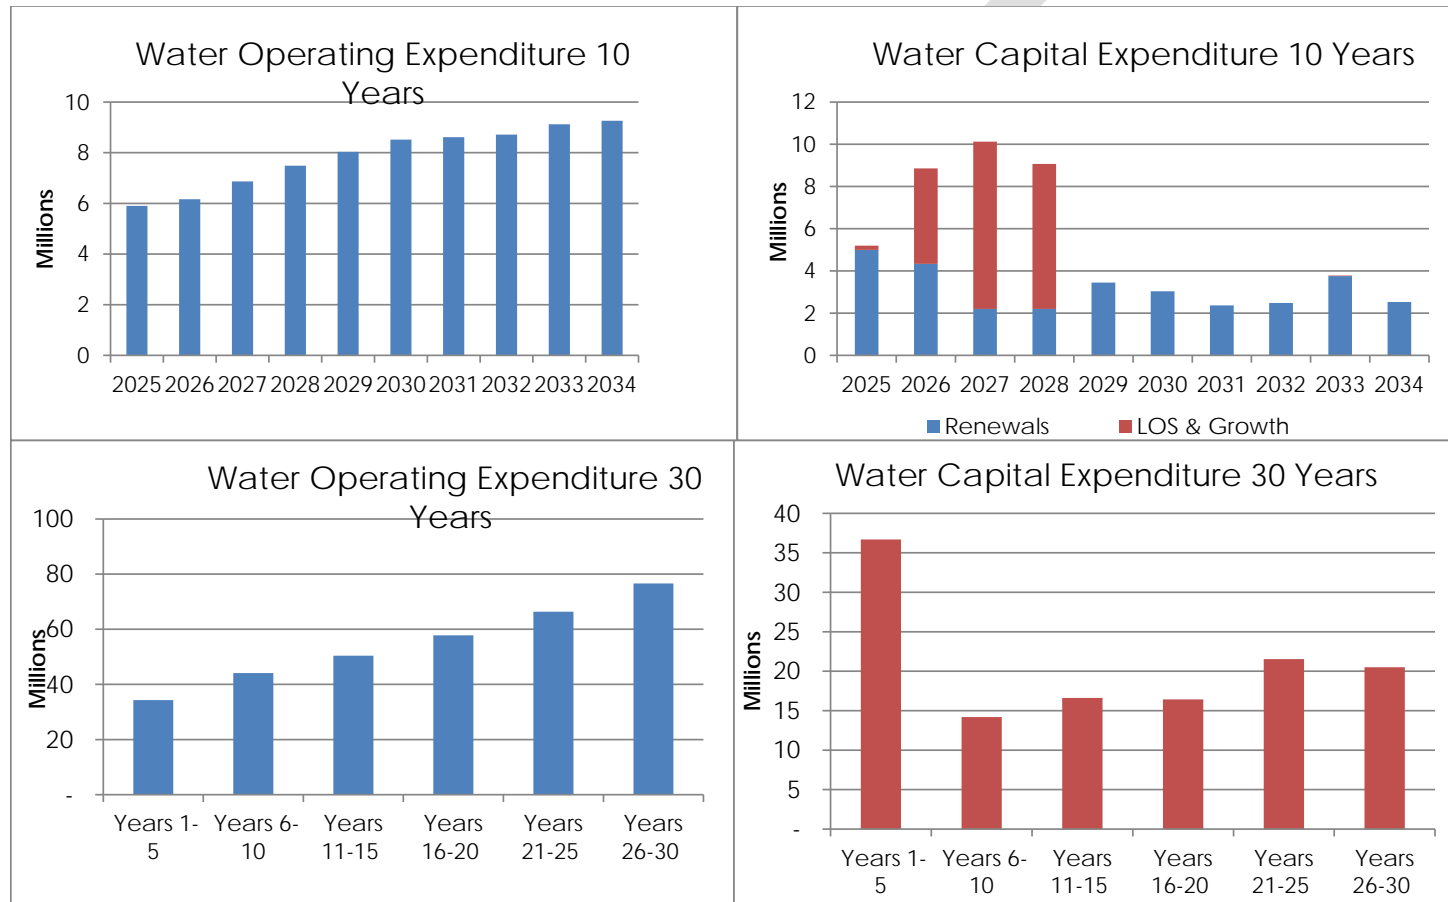 Water Operating Expenditure 10
Years
10
8
6
4
2
0
Millions
2025 2026 2027 2028 2029 2030 2031 2032 2033 2034
Water Capital Expenditure 10 Years
12
10
8
6
4
2
0
Millions
2025 2026 2027 2028 2029 2030 2031 2032 2033 2034
Renewals LOS & Growth
Water Operating Expenditure 30
Years
100
80
60
40
20
-
Millions
Years 1- Years 6- Years Years Years Years
5 10 11-15 16-20 21-25 26-30
Water Capital Expenditure 30 Years
40
35
30
25
20
15
10
5
-
Millions
Years 1- Years 6- Years Years Years Years
5 10 11-15 16-20 21-25 26-30